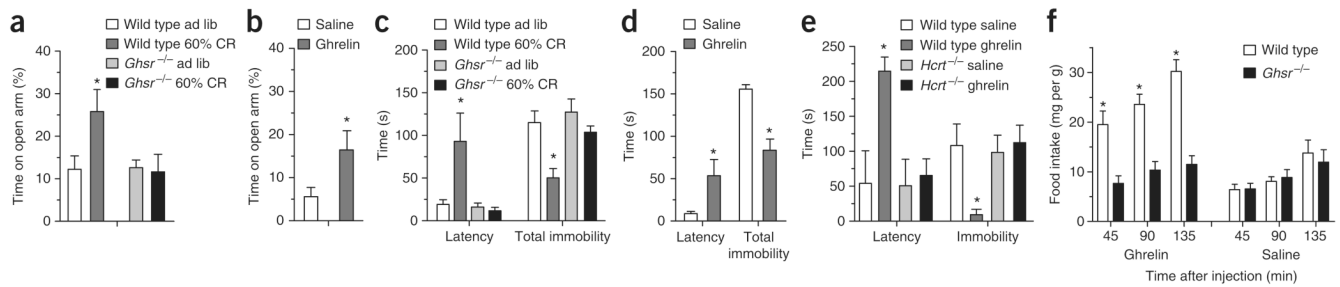 a
Wild type ad lib
Wild type 60% CR
Ghsr–/– ad lib
Ghsr–/– 60% CR
Time on open arm (%)
40
30
20
10
0
*
b
Saline
Ghrelin
Time on open arm (%)
40
30
20
10
0
*
c
Wild type ad lib
Wild type 60% CR
Ghsr–/– ad lib
Ghsr–/– 60% CR
Time (s)
200
150
100
50
0
*
*
Latency Total immobility
d
Saline
Ghrelin
Time (s)
200
150
100
50
0
*
*
Latency Total
immobility
e
Wild type saline
Wild type ghrelin
Hcrt–/– saline
Hcrt–/– ghrelin
Time (s)
250
200
150
100
50
0
*
*
Latency Immobility
f
Wild type
Ghsr–/–
Food intake (mg per g)
30
20
10
0
* * *
45 90 135 45 90 135
Ghrelin Saline
Time after injection (min)